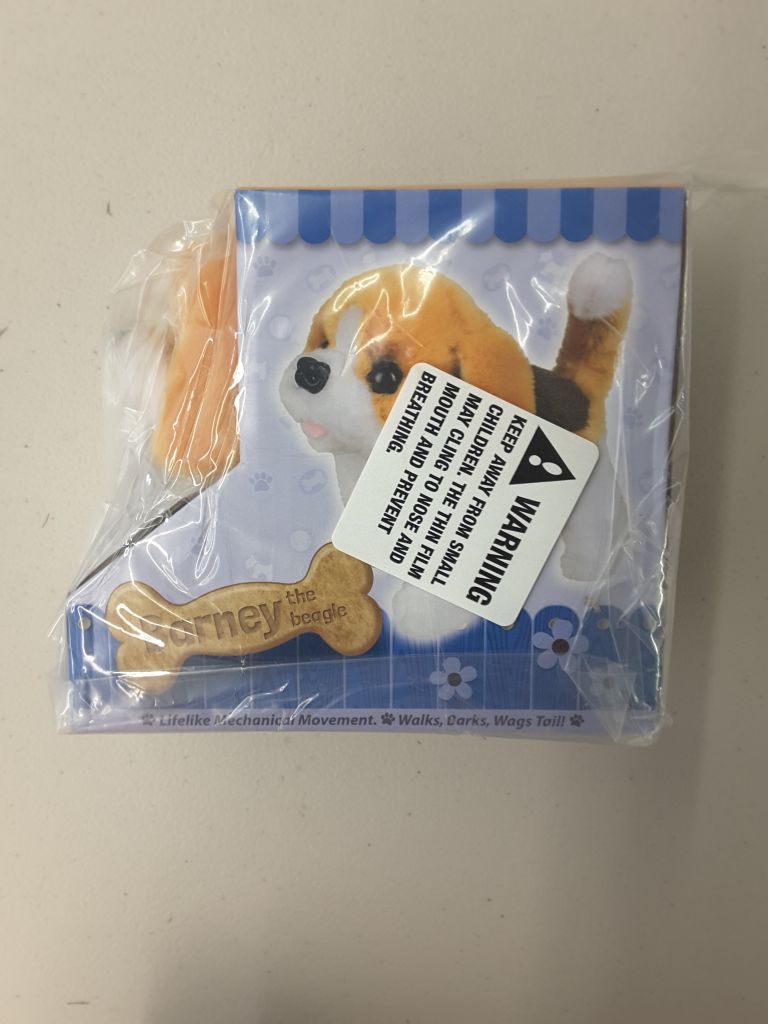 WARNING
KEEP AWAY FROM SMALL
CHILDREN. THE THIN FILM
MAY CLING TO NOSE AND
MOUTH AND PREVENT
BREATHING.
Barney the
beagle
Lifelike Mechanical Movement. Walks, Barks, Wags Tail!